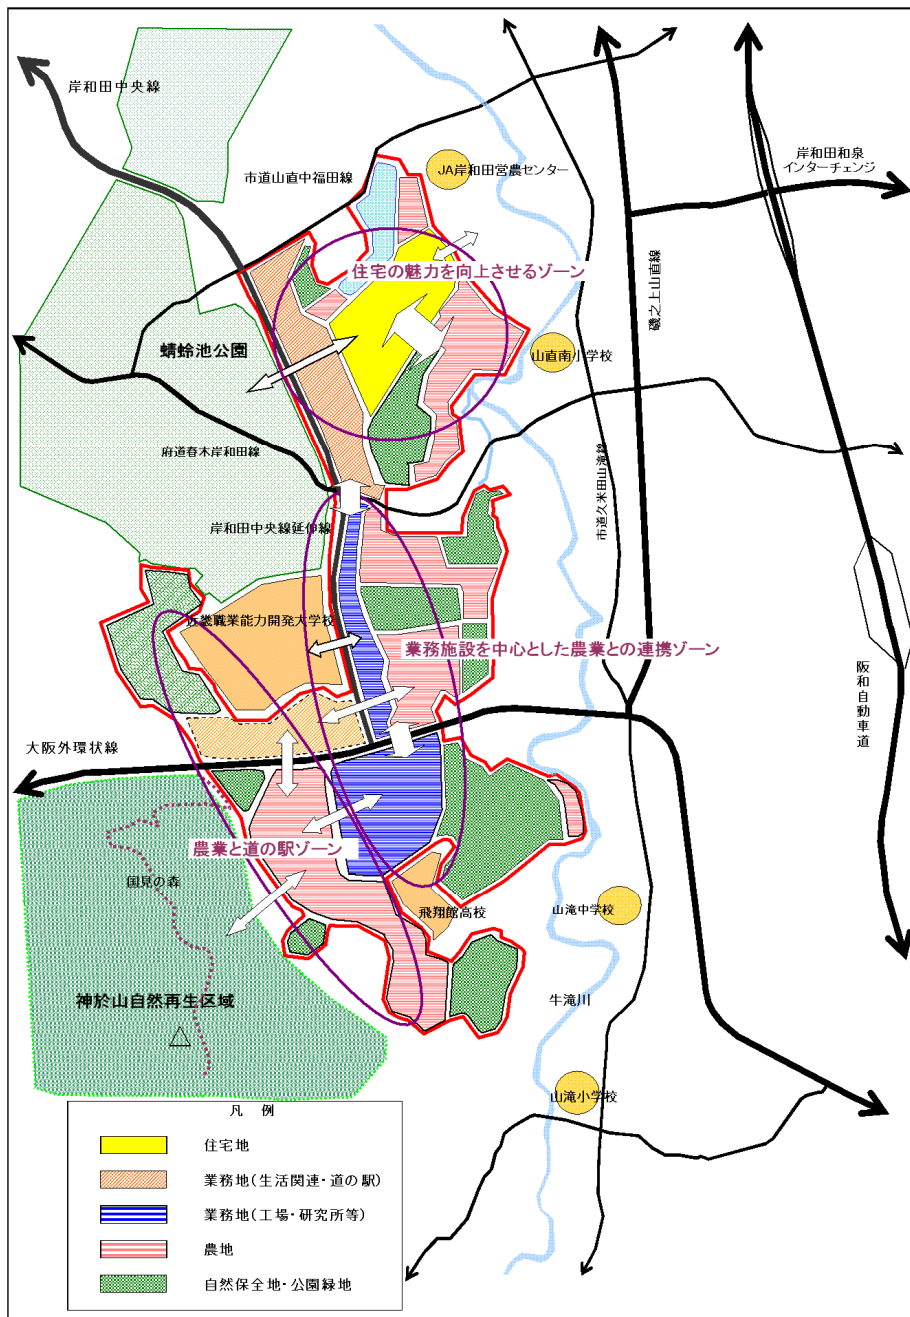 岸和田中央線
岸和田和泉
インターチェンジ
JA岸和田営農センター
市道山直中福田線
住宅の魅力を向上させるゾーン
磯之上山直線
蜻蛉池公園
山直南小学校
府道春木岸和田線
市道久米田山滝線
岸和田中央線延伸線
近畿職業能力開発大学校
業務施設を中心とした農業との連携ゾーン
阪和自動車道
大阪外環状線
農業と道の駅ゾーン
国見の森
飛翔館高校
山滝中学校
神於山自然再生区域
牛滝川
山滝小学校
凡 例
住宅地
業務地(生活関連・道の駅)
業務地(工場・研究所等)
農地
自然保全地・公園緑地